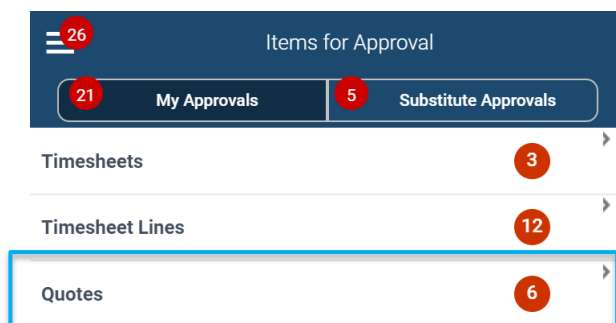 26
Items for Approval
21 My Approvals 5 Substitute Approvals
Timesheets 3
Timesheet Lines 12
Quotes 6